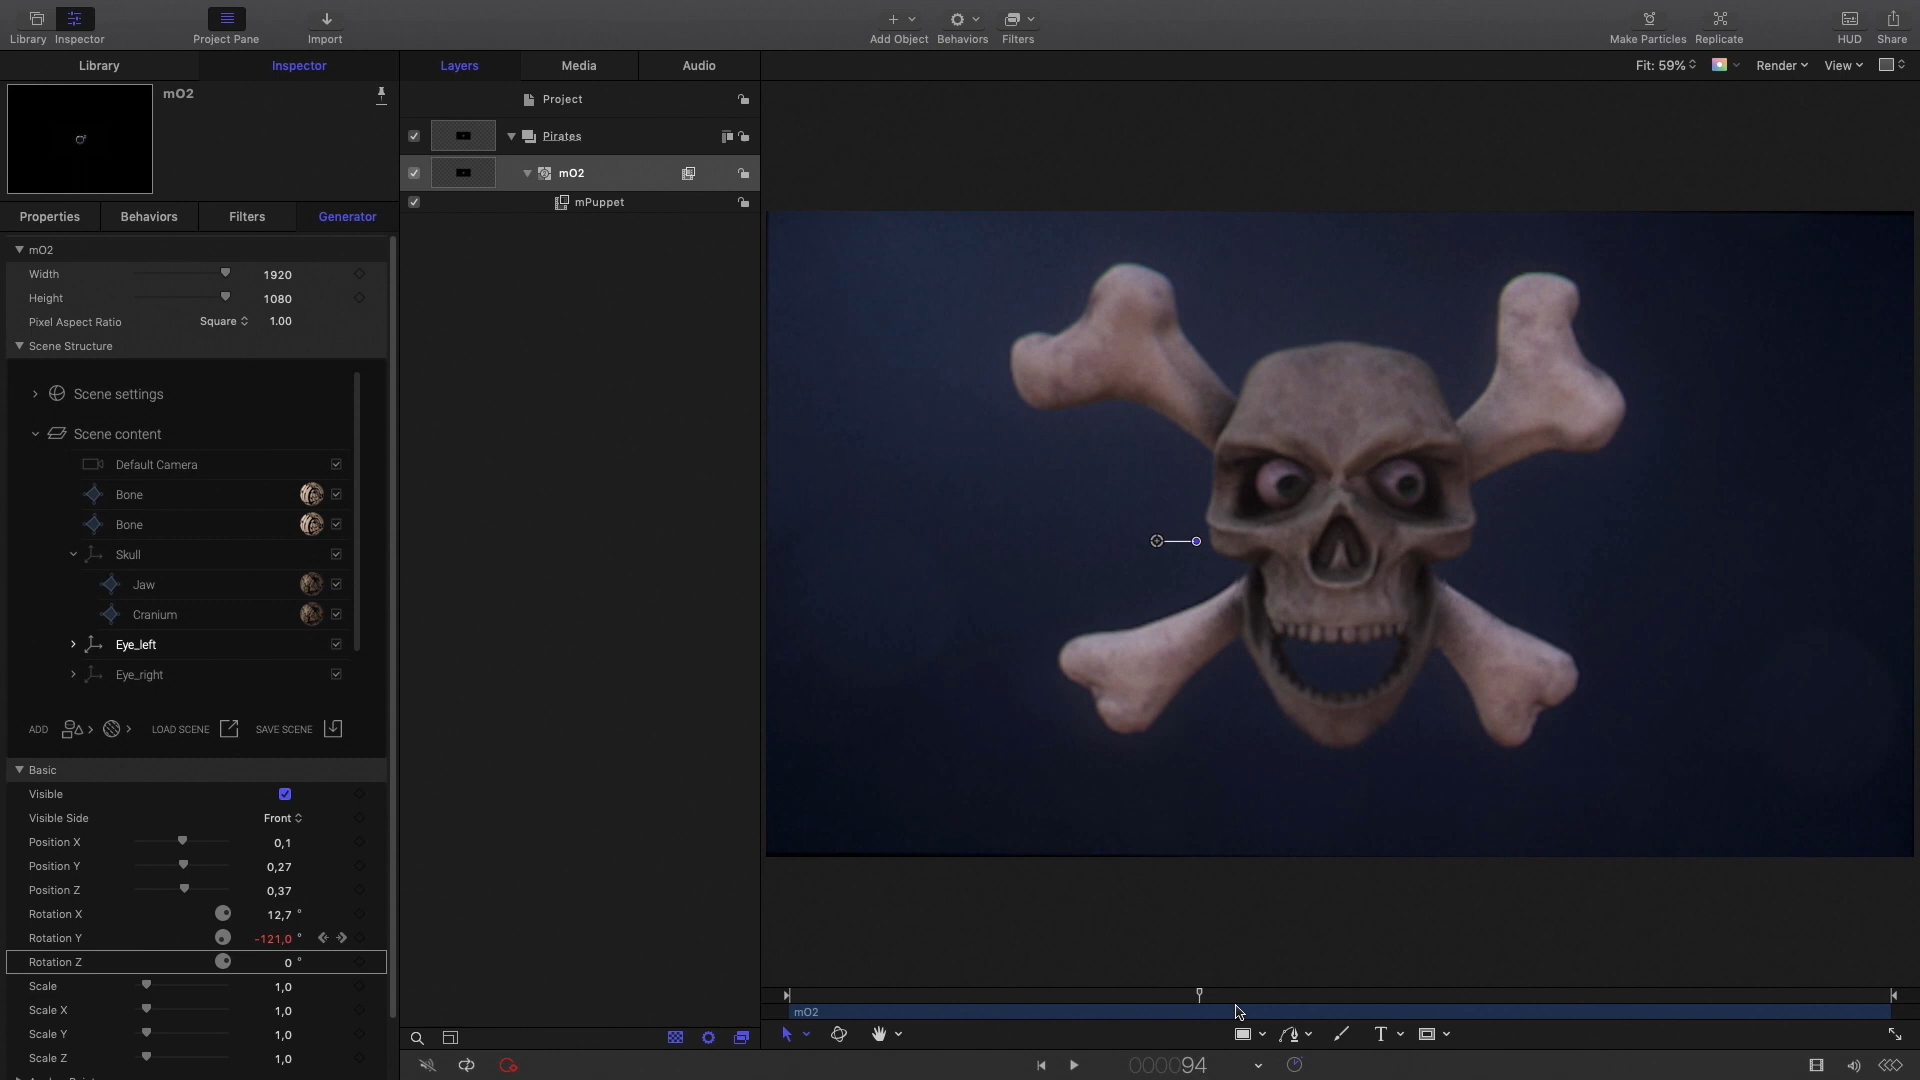 Library
Inspector
Project Pane
Import
Add Object
Behaviors
Filters
Make Particles
Replicate
HUD
Share
Library
Inspector
Layers
Media
Audio
Fit: 59%
Render
View
mO2
Project
Pirates
mO2
mPuppet
Properties
Behaviors
Filters
Generator
mO2
Width 1920
Height 1080
Pixel Aspect Ratio Square 1.00
Scene Structure
Scene settings
Scene content
Default Camera
Bone
Bone
Skull
Jaw
Cranium
Eye_left
Eye_right
ADD LOAD SCENE SAVE SCENE
Basic
Visible
Visible Side Front
Position X 0,1
Position Y 0,27
Position Z 0,37
Rotation X 12,7 °
Rotation Y -121,0 °
Rotation Z 0 °
Scale 1,0
Scale X 1,0
Scale Y 1,0
Scale Z 1,0
mO2
T
000094